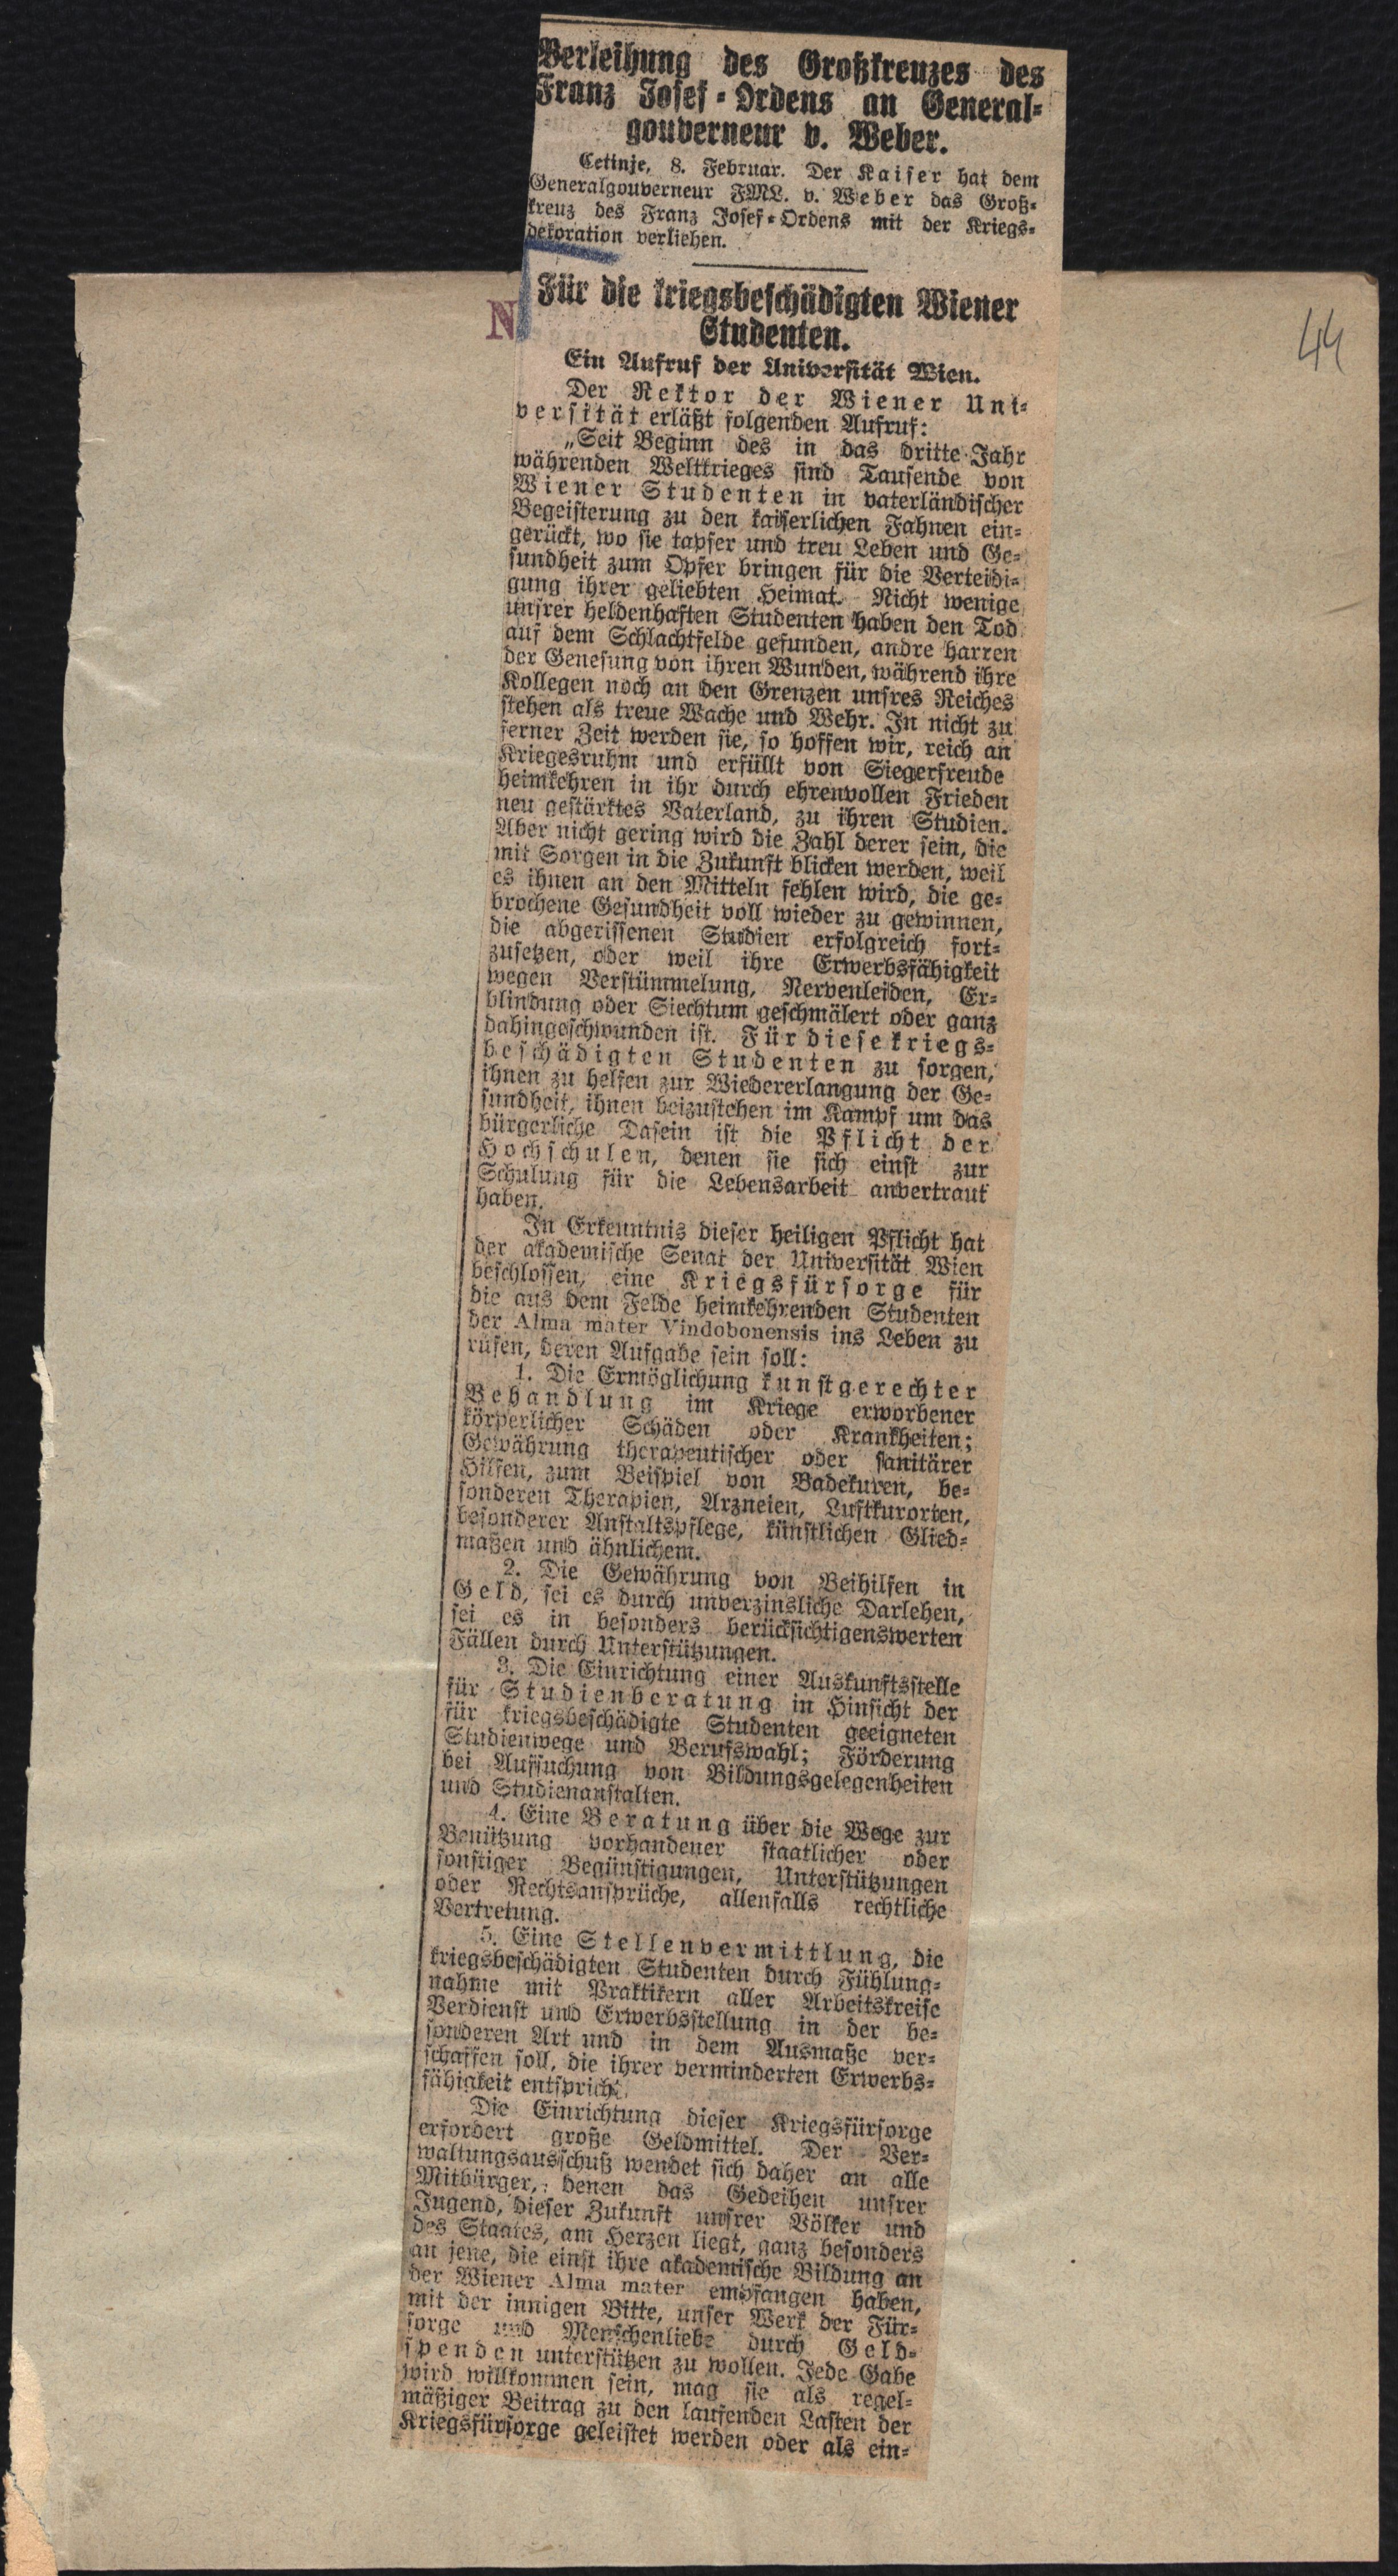 Verleihung des Großkreuzes des
Franz Josef-Ordens an General-
gouverneur v. Weber.
Cetinje, 8. Februar. Der Kaiser hat dem
Generalgouverneur FML. v. Weber das Groß-
kreuz des Franz Josef-Ordens mit der Kriegs-
dekoration verliehen.
N
44
Für die kriegsbeschädigten Wiener
Studenten.
Ein Aufruf der Universität Wien.
Der Rektor der Wiener Uni-
versität erläßt folgenden Aufruf:
„Seit Beginn des in das dritte Jahr
währenden Weltkrieges sind Tausende von
Wiener Studenten in vaterländischer
Begeisterung zu den kaiserlichen Fahnen ein-
gerückt, wo sie tapfer und treu Leben und Ge-
sundheit zum Opfer bringen für die Verteidi-
gung ihrer geliebten Heimat. Nicht wenige
unsrer heldenhaften Studenten haben den Tod
auf dem Schlachtfelde gefunden, andre harren
der Genesung von ihren Wunden, während ihre
Kollegen noch an den Grenzen unsres Reiches
stehen als treue Wache und Wehr. In nicht zu
ferner Zeit werden sie, so hoffen wir, reich an
Kriegesruhm und erfüllt von Siegerfreude
heimkehren in ihr durch ehrenvollen Frieden
neu gestärktes Vaterland, zu ihren Studien.
Aber nicht gering wird die Zahl derer sein, die
mit Sorgen in die Zukunft blicken werden, weil
es ihnen an den Mitteln fehlen wird, die ge-
brochene Gesundheit voll wieder zu gewinnen,
die abgerissenen Studien erfolgreich fort-
zusetzen, oder weil ihre Erwerbsfähigkeit
wegen Verstümmelung, Nervenleiden, Er-
blindung oder Siechtum geschmälert oder ganz
dahingeschwunden ist. Für diese kriegs-
beschädigten Studenten zu sorgen,
ihnen zu helfen zur Wiedererlangung der Ge-
sundheit, ihnen beizustehen im Kampf um das
bürgerliche Dasein ist die Pflicht der
Hochschulen, denen sie sich einst zur
Schulung für die Lebensarbeit anvertraut
haben.
In Erkenntnis dieser heiligen Pflicht hat
der akademische Senat der Universität Wien
beschlossen, eine Kriegsfürsorge für
die aus dem Felde heimkehrenden Studenten
der Alma mater Vindobonensis ins Leben zu
rufen, deren Aufgabe sein soll:
1. Die Ermöglichung kunstgerechter
Behandlung im Kriege erworbener
körperlicher Schäden oder Krankheiten;
Gewährung therapeutischer oder sanitärer
Hilfen, zum Beispiel von Badekuren, be-
sonderen Therapien, Arzneien, Luftkurorten,
besonderer Anstaltspflege, künstlichen Glied-
maßen und ähnlichem.
2. Die Gewährung von Beihilfen in
Geld, sei es durch unverzinsliche Darlehen,
sei es in besonders berücksichtigenswerten
Fällen durch Unterstützungen.
3. Die Einrichtung einer Auskunftsstelle
für Studienberatung in Hinsicht der
für kriegsbeschädigte Studenten geeigneten
Studienwege und Berufswahl; Förderung
bei Aufsuchung von Bildungsgelegenheiten
und Studienanstalten.
4. Eine Beratung über die Wege zur
Benützung vorhandener staatlicher oder
sonstiger Begünstigungen, Unterstützungen
oder Rechtsansprüche, allenfalls rechtliche
Vertretung.
5. Eine Stellenvermittlung, die
kriegsbeschädigten Studenten durch Fühlung-
nahme mit Praktikern aller Arbeitskreise
Verdienst und Erwerbsstellung in der be-
sonderen Art und in dem Ausmaße ver-
schaffen soll, die ihrer verminderten Erwerbs-
fähigkeit entspricht.
Die Einrichtung dieser Kriegsfürsorge
erfordert große Geldmittel. Der Ver-
waltungsausschuß wendet sich daher an alle
Mitbürger, denen das Gedeihen unsrer
Jugend, dieser Zukunft unsrer Völker und
des Staates, am Herzen liegt, ganz besonders
an jene, die einst ihre akademische Bildung an
der Wiener Alma mater empfangen haben,
mit der innigen Bitte, unser Werk der Für-
sorge und Menschenliebe durch Geld-
spenden unterstützen zu wollen. Jede Gabe
wird willkommen sein, mag sie als regel-
mäßiger Beitrag zu den laufenden Lasten der
Kriegsfürsorge geleistet werden oder als ein-